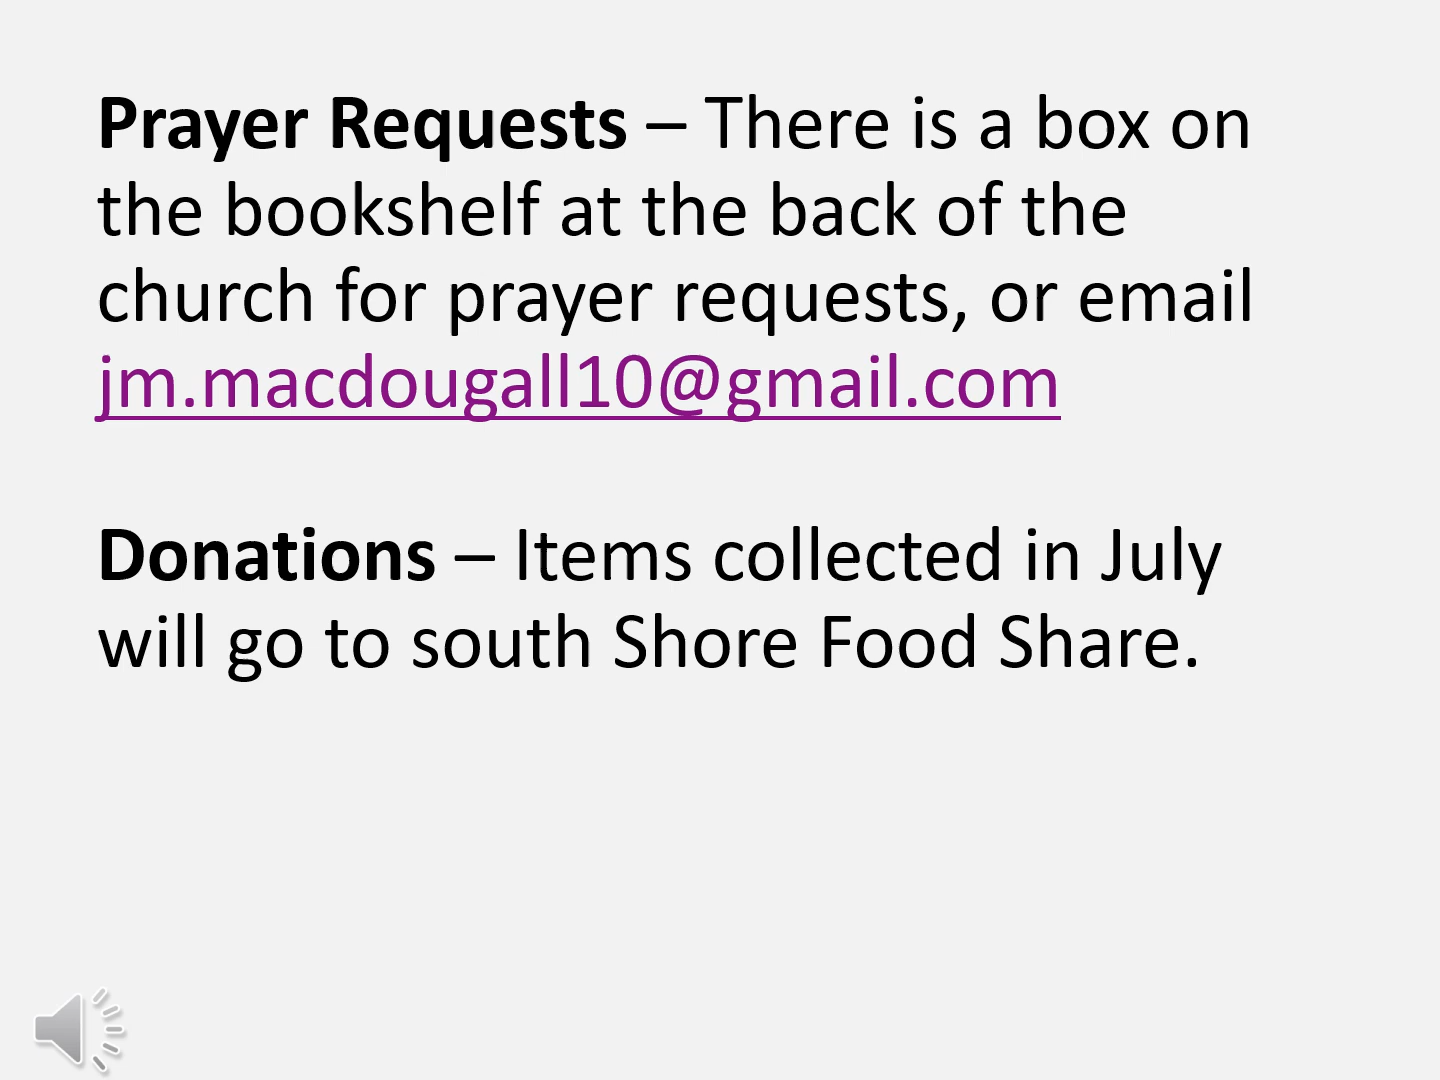 Prayer Requests – There is a box on
the bookshelf at the back of the
church for prayer requests, or email
jm.macdougall10@gmail.com
Donations – Items collected in July
will go to south Shore Food Share.